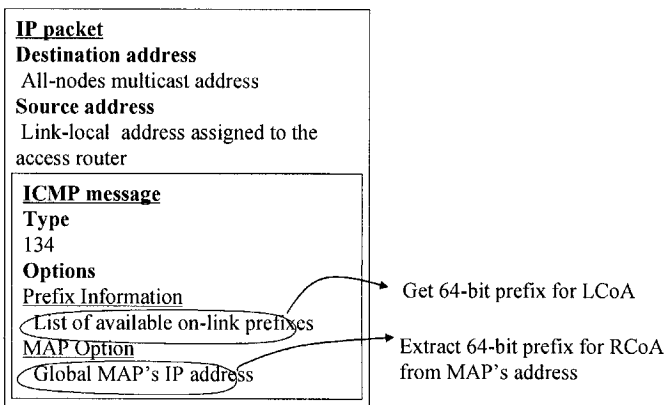 IP packet
Destination address
All-nodes multicast address
Source address
Link-local address assigned to the
access router
ICMP message
Type
134
Options
Prefix Information
List of available on-link prefixes
MAP Option
Global MAP's IP address
Get 64-bit prefix for LCoA
Extract 64-bit prefix for RCoA
from MAP's address